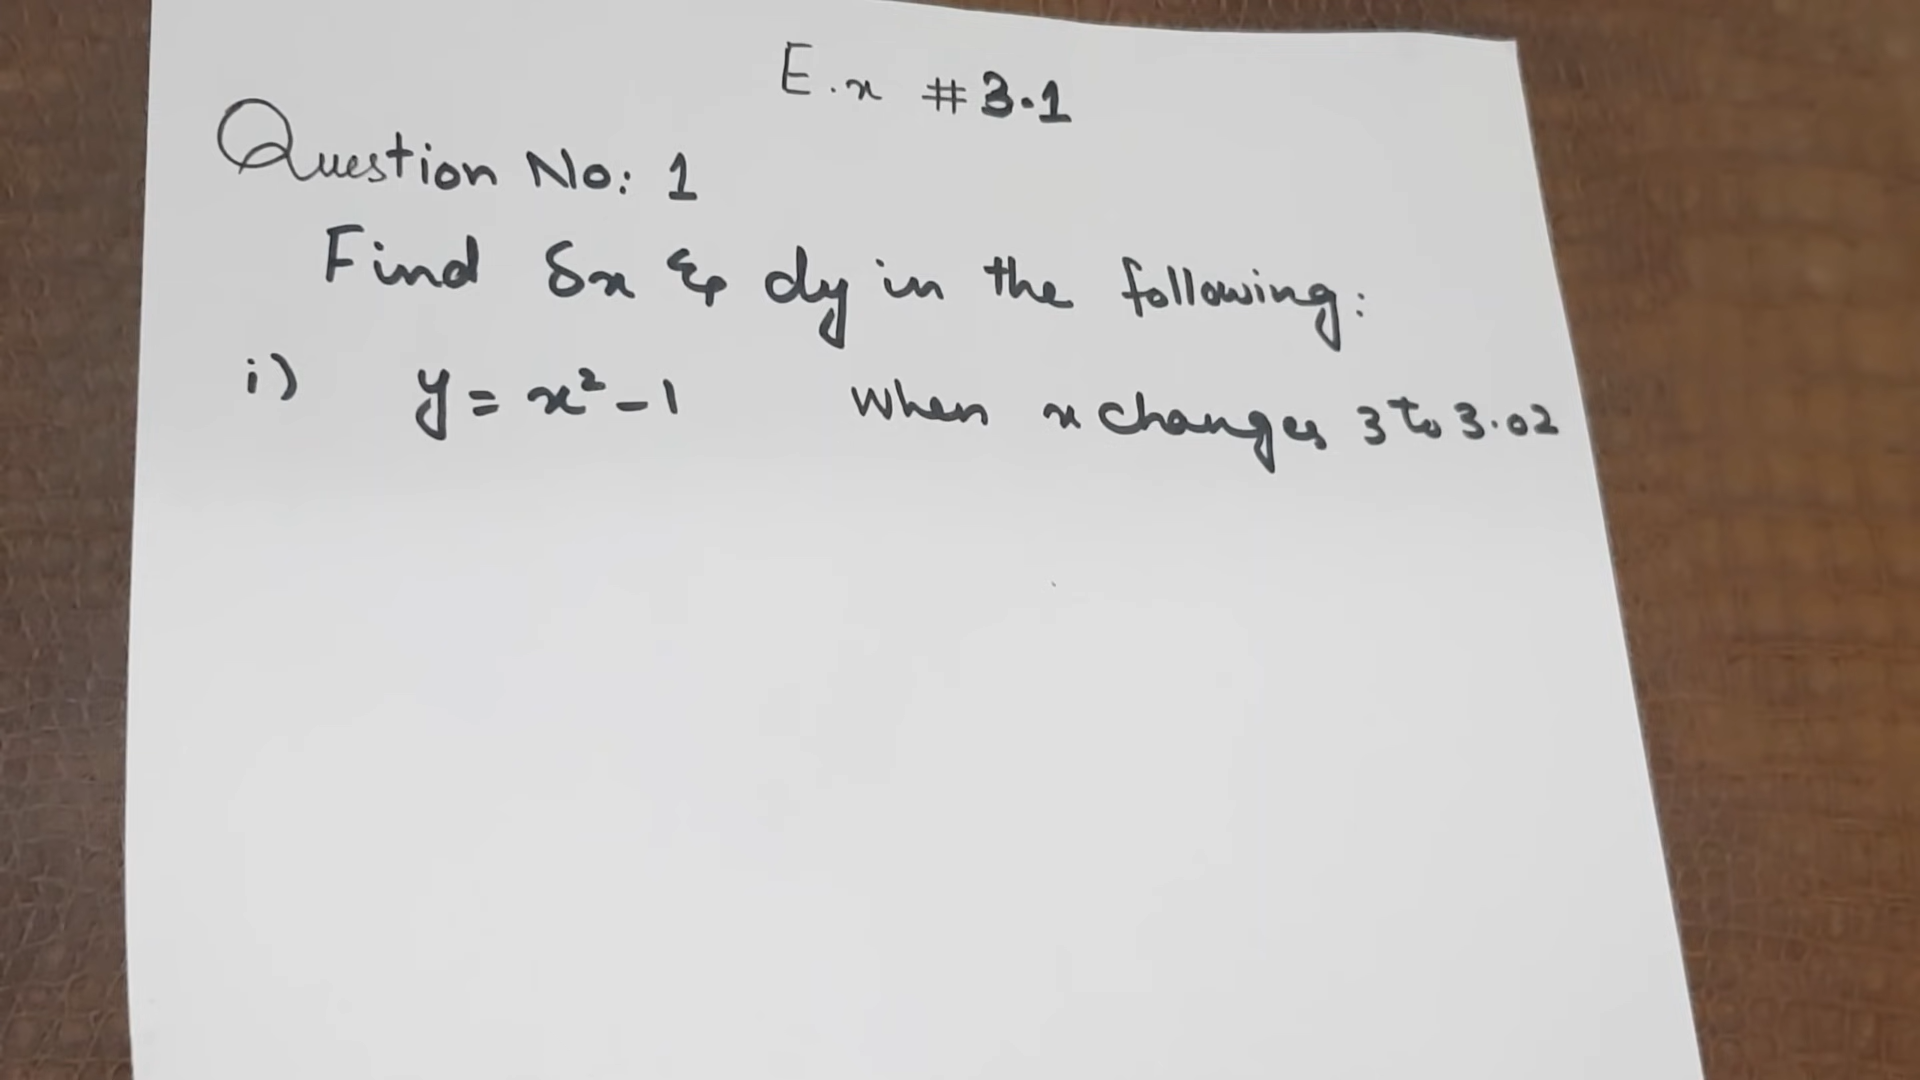 E.x #3.1
Question No: 1
Find δx & dy in the following:
i) y = x² - 1 when x changes 3 to 3.02